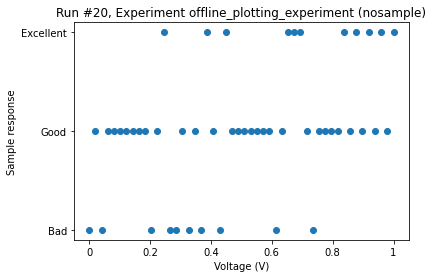 Run #20, Experiment offline_plotting_experiment (nosample)
Excellent
Good
Bad
Sample response
0 0.2 0.4 0.6 0.8 1
Voltage (V)